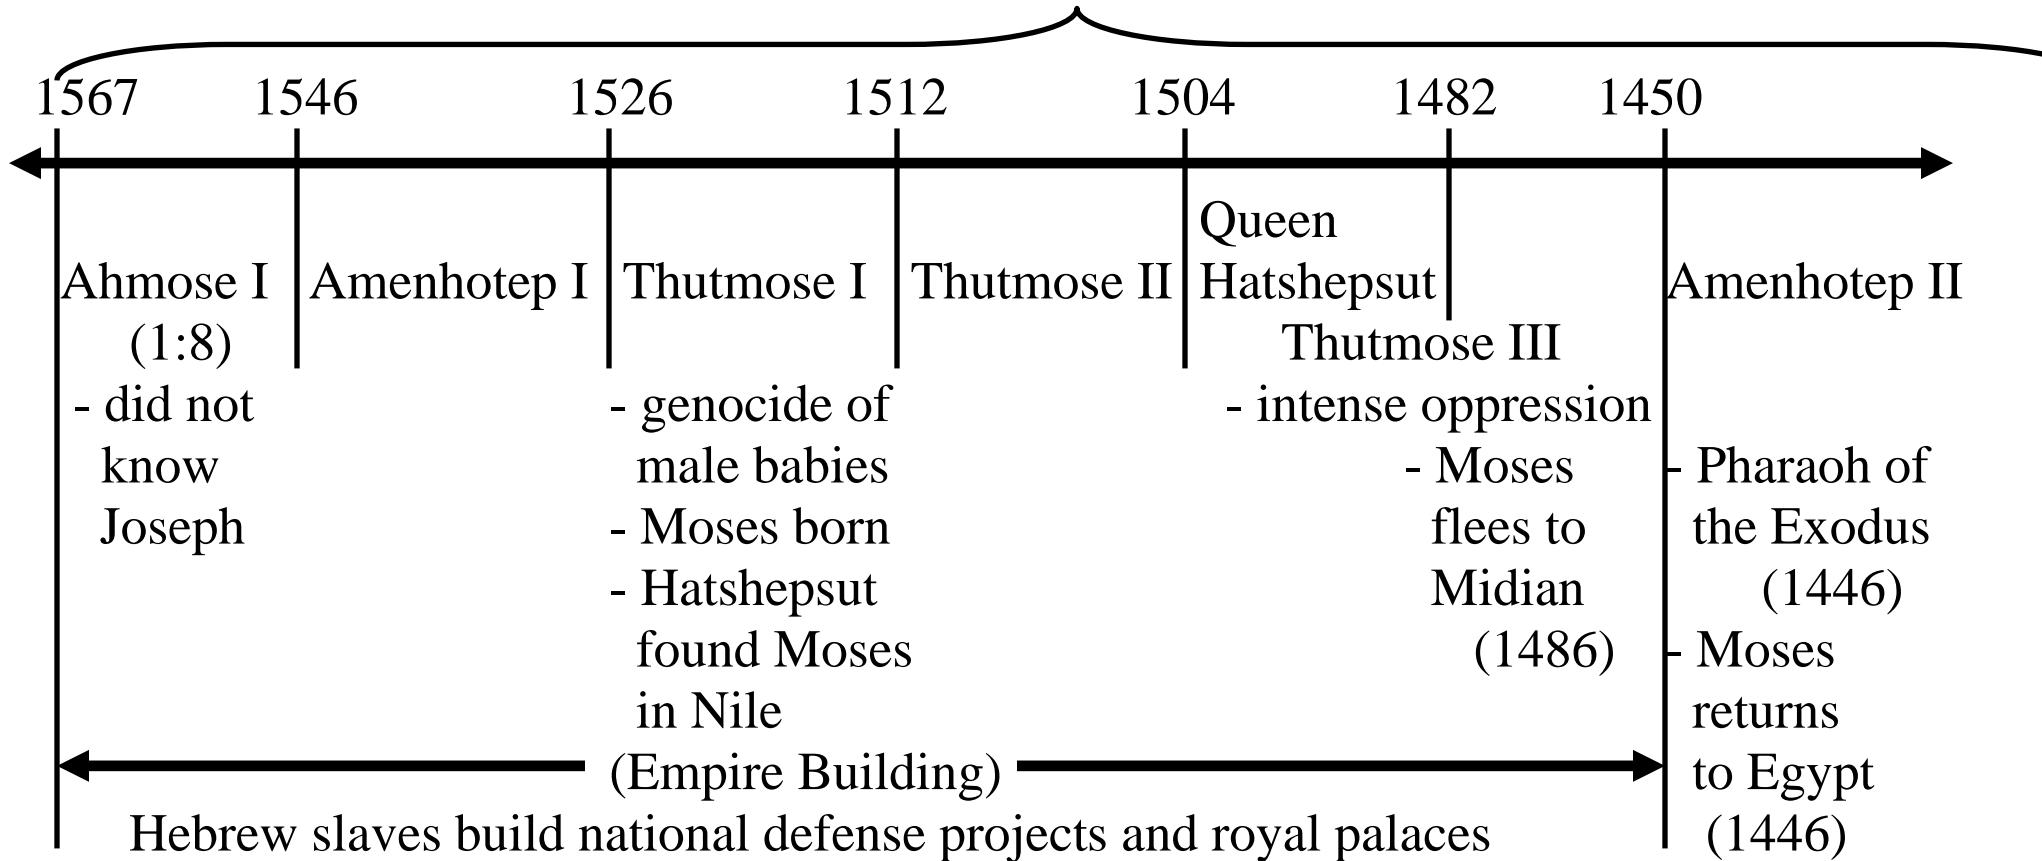 1567 1546 1526 1512 1504 1482 1450
Queen
Ahmose I Amenhotep I Thutmose I Thutmose II Hatshepsut Amenhotep II
(1:8) Thutmose III
- did not - genocide of - intense oppression
know male babies - Moses - Pharaoh of
Joseph - Moses born flees to the Exodus
- Hatshepsut Midian (1446)
found Moses (1486) - Moses
in Nile returns
(Empire Building) to Egypt
Hebrew slaves build national defense projects and royal palaces (1446)